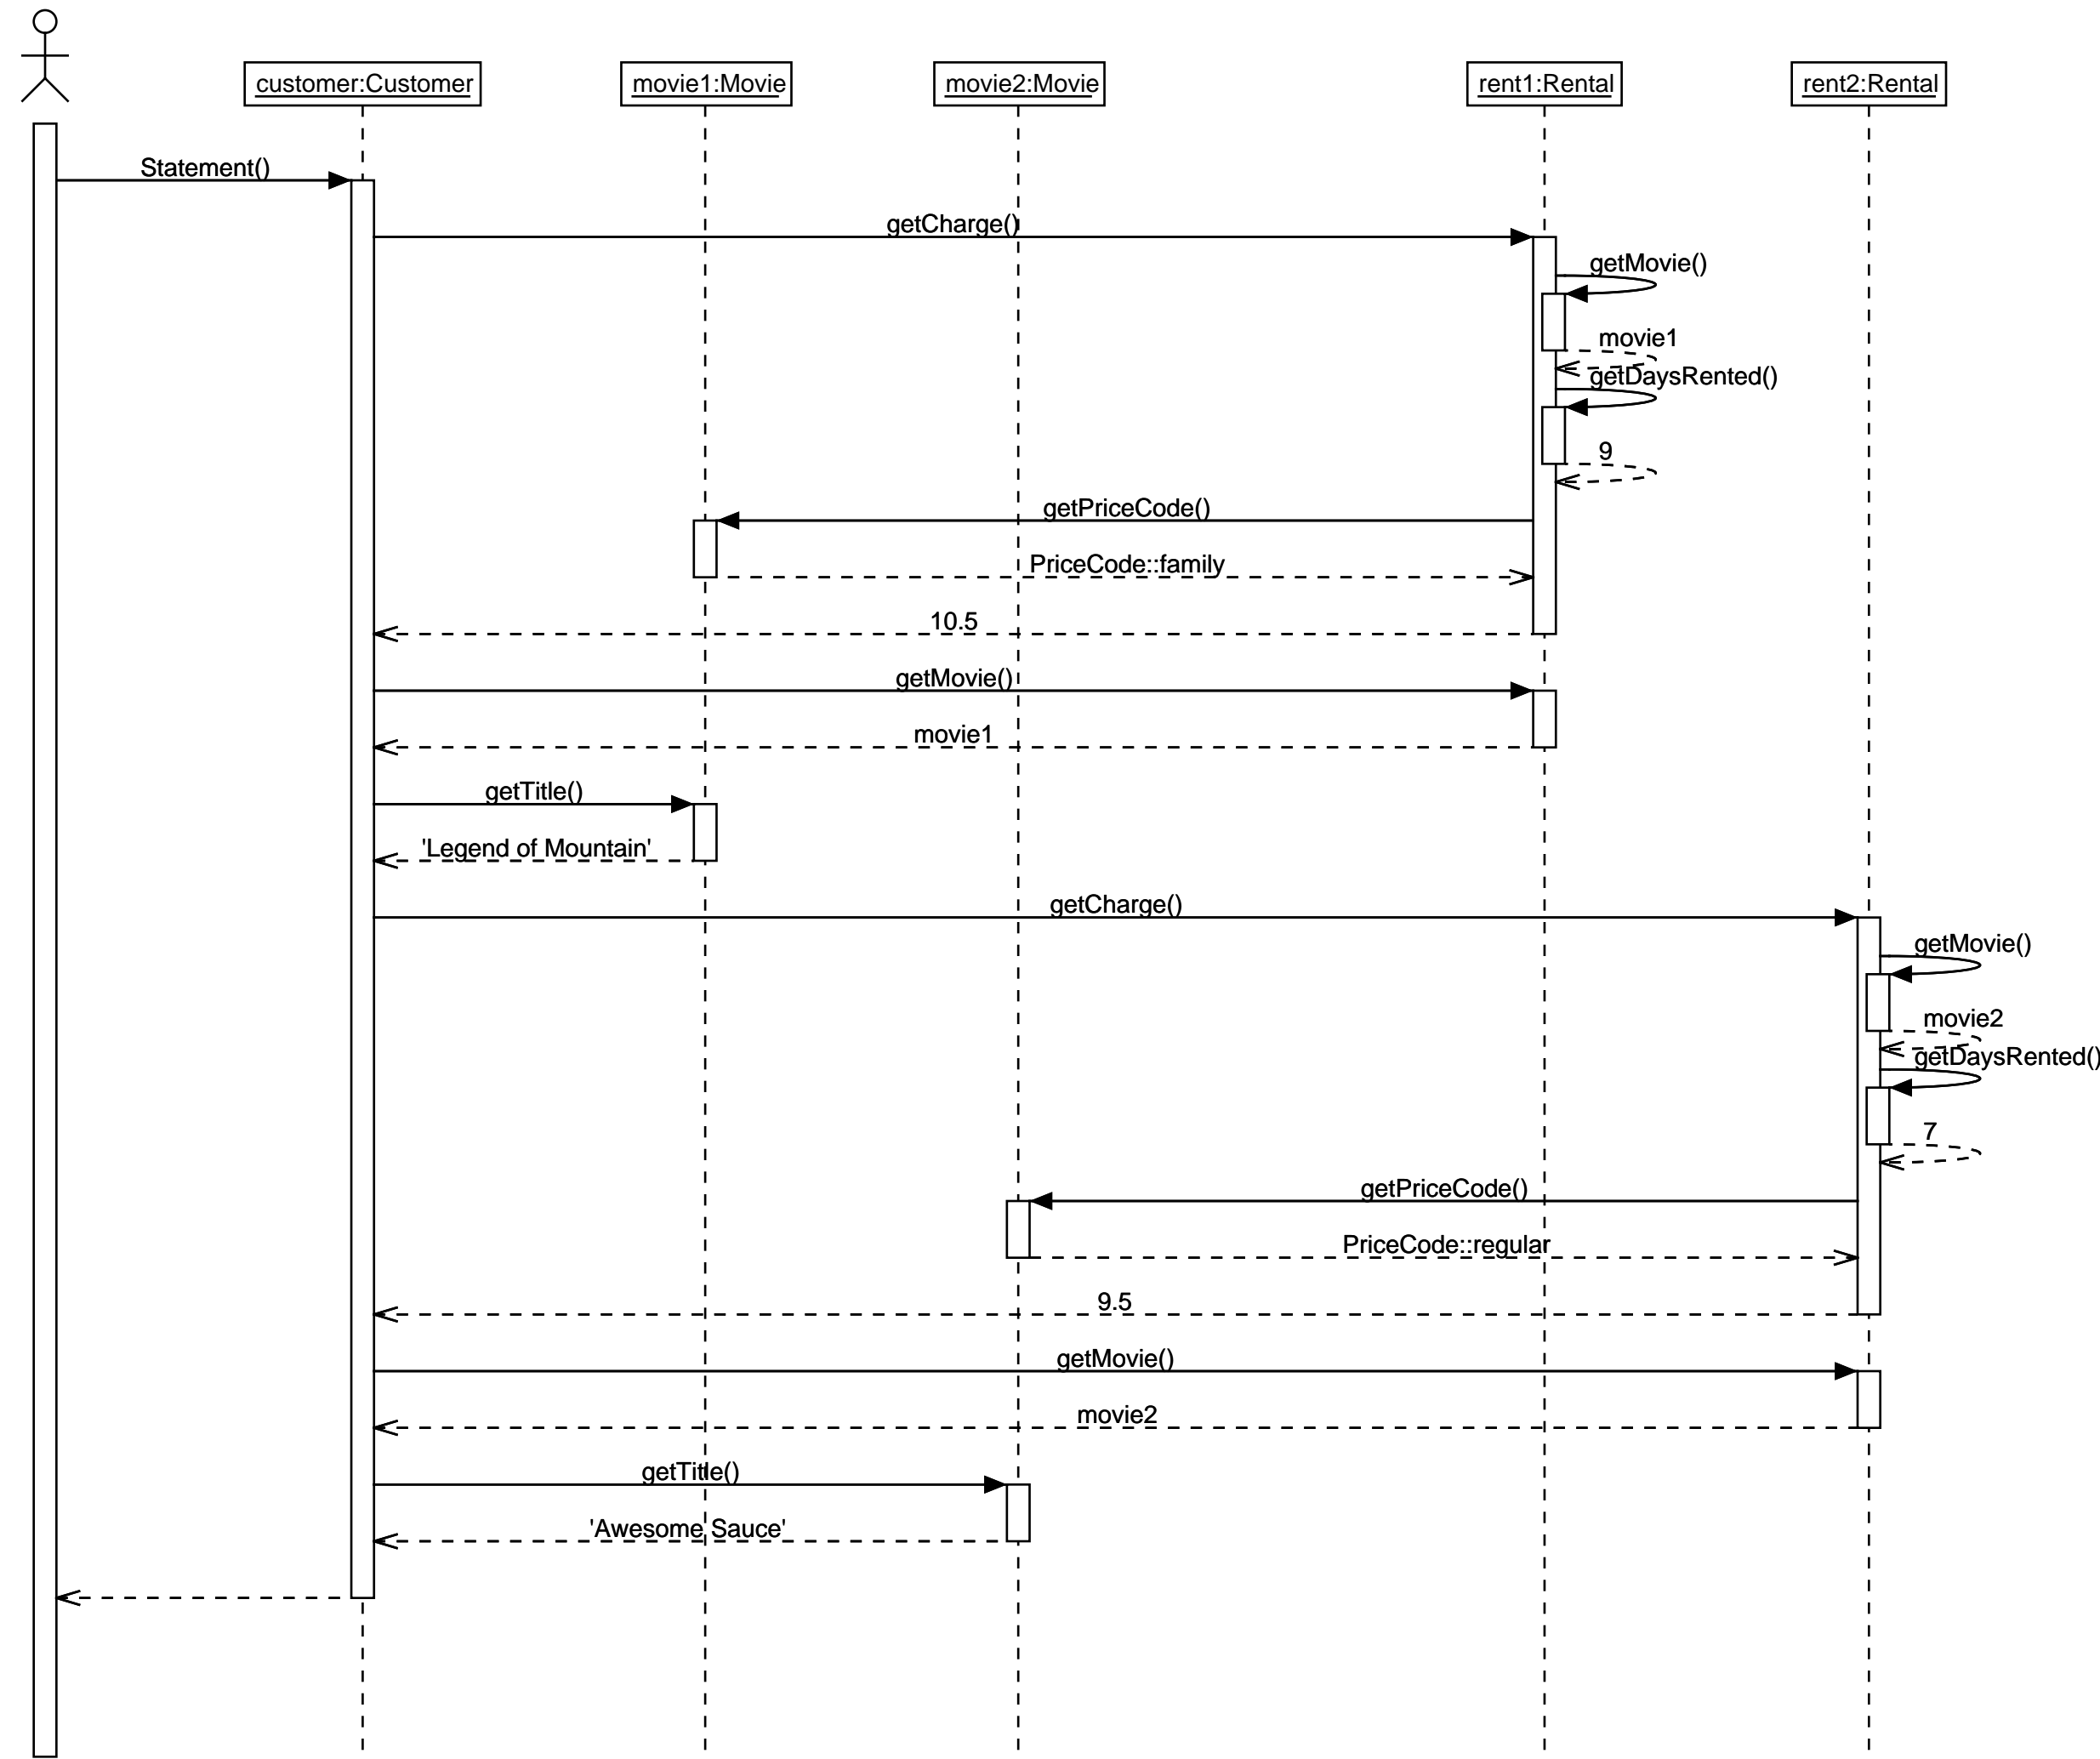 customer:Customer
movie1:Movie
movie2:Movie
rent1:Rental
rent2:Rental
Statement()
getCharge()
getMovie()
movie1
getDaysRented()
9
getPriceCode()
PriceCode::family
10.5
getMovie()
movie1
getTitle()
'Legend of Mountain'
getCharge()
getMovie()
movie2
getDaysRented()
7
getPriceCode()
PriceCode::regular
9.5
getMovie()
movie2
getTitle()
'Awesome Sauce'